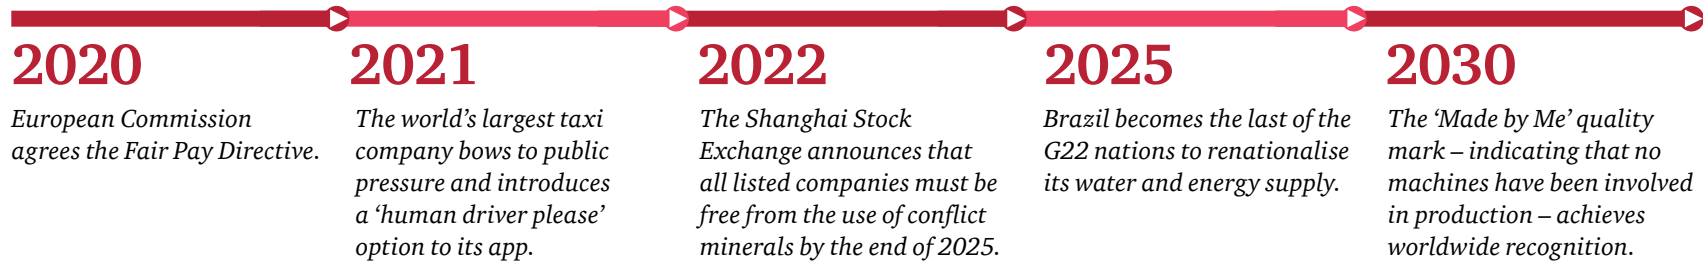 2020
European Commission
agrees the Fair Pay Directive.
2021
The world’s largest taxi
company bows to public
pressure and introduces
a ‘human driver please’
option to its app.
2022
The Shanghai Stock
Exchange announces that
all listed companies must be
free from the use of conflict
minerals by the end of 2025.
2025
Brazil becomes the last of the
G22 nations to renationalise
its water and energy supply.
2030
The ‘Made by Me’ quality
mark – indicating that no
machines have been involved
in production – achieves
worldwide recognition.